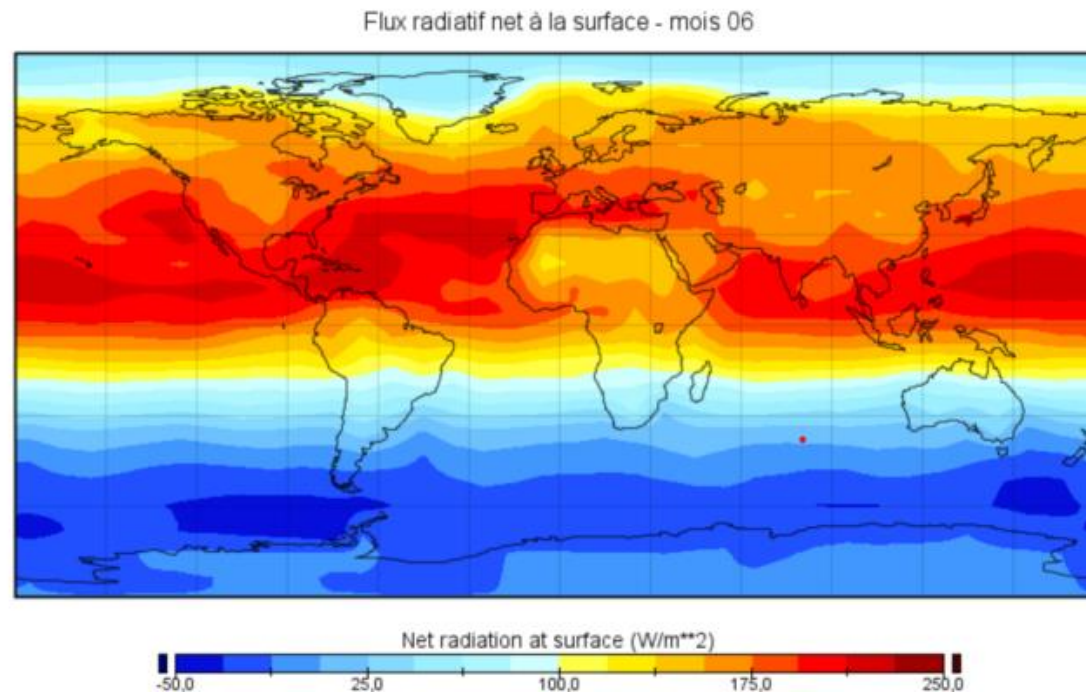 Flux radiatif net à la surface - mois 06
Net radiation at surface (W/m**2)
-50,0 25,0 100,0 175,0 250,0